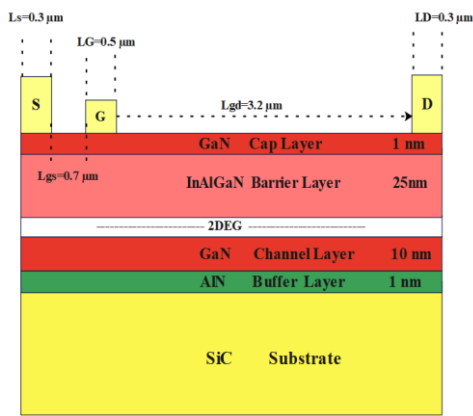 Ls=0.3 µm
LG=0.5 µm
LD=0.3 µm
S
G
Lgd=3.2 µm
D
GaN Cap Layer 1 nm
Lgs=0.7 µm
InAlGaN Barrier Layer 25nm
2DEG
GaN Channel Layer 10 nm
AlN Buffer Layer 1 nm
SiC Substrate